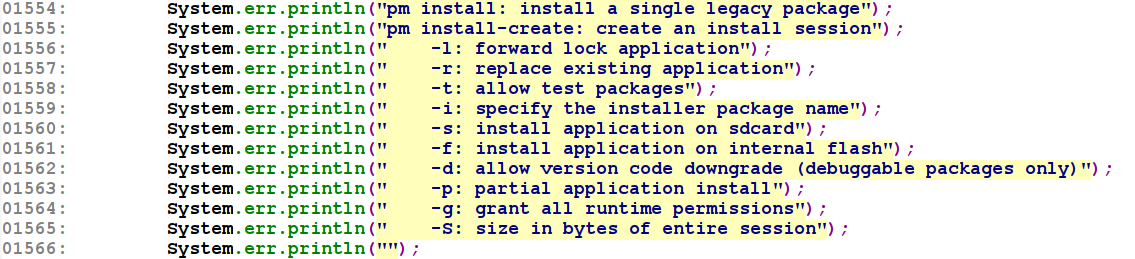 01554:         System.err.println("pm install: install a single legacy package");
01555:         System.err.println("pm install-create: create an install session");
01556:         System.err.println("    -l: forward lock application");
01557:         System.err.println("    -r: replace existing application");
01558:         System.err.println("    -t: allow test packages");
01559:         System.err.println("    -i: specify the installer package name");
01560:         System.err.println("    -s: install application on sdcard");
01561:         System.err.println("    -f: install application on internal flash");
01562:         System.err.println("    -d: allow version code downgrade (debuggable packages only)");
01563:         System.err.println("    -p: partial application install");
01564:         System.err.println("    -g: grant all runtime permissions");
01565:         System.err.println("    -S: size in bytes of entire session");
01566:         System.err.println("");